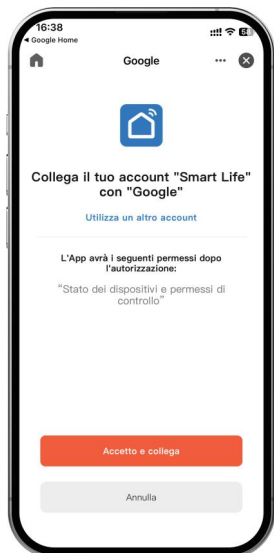 16:38
◀ Google Home
Google
Collega il tuo account "Smart Life"
con "Google"
Utilizza un altro account
L'App avrà i seguenti permessi dopo
l'autorizzazione:
“Stato dei dispositivi e permessi di
controllo”
Accetto e collega
Annulla